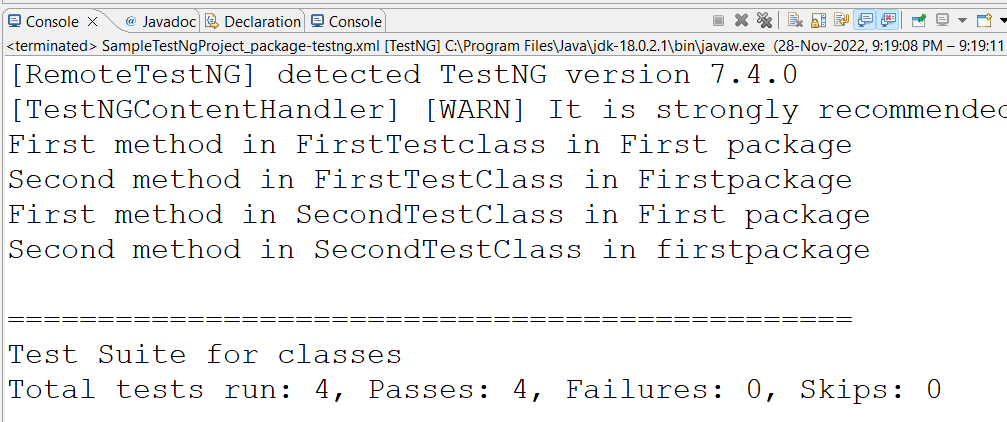 Console Javadoc Declaration Console
<terminated> SampleTestNgProject_package-testng.xml [TestNG] C:\Program Files\Java\jdk-18.0.2.1\bin\javaw.exe (28-Nov-2022, 9:19:08 PM – 9:19:11
[RemoteTestNG] detected TestNG version 7.4.0
[TestNGContentHandler] [WARN] It is strongly recommended
First method in FirstTestclass in First package
Second method in FirstTestClass in Firstpackage
First method in SecondTestClass in First package
Second method in SecondTestClass in firstpackage
===============================================
Test Suite for classes
Total tests run: 4, Passes: 4, Failures: 0, Skips: 0